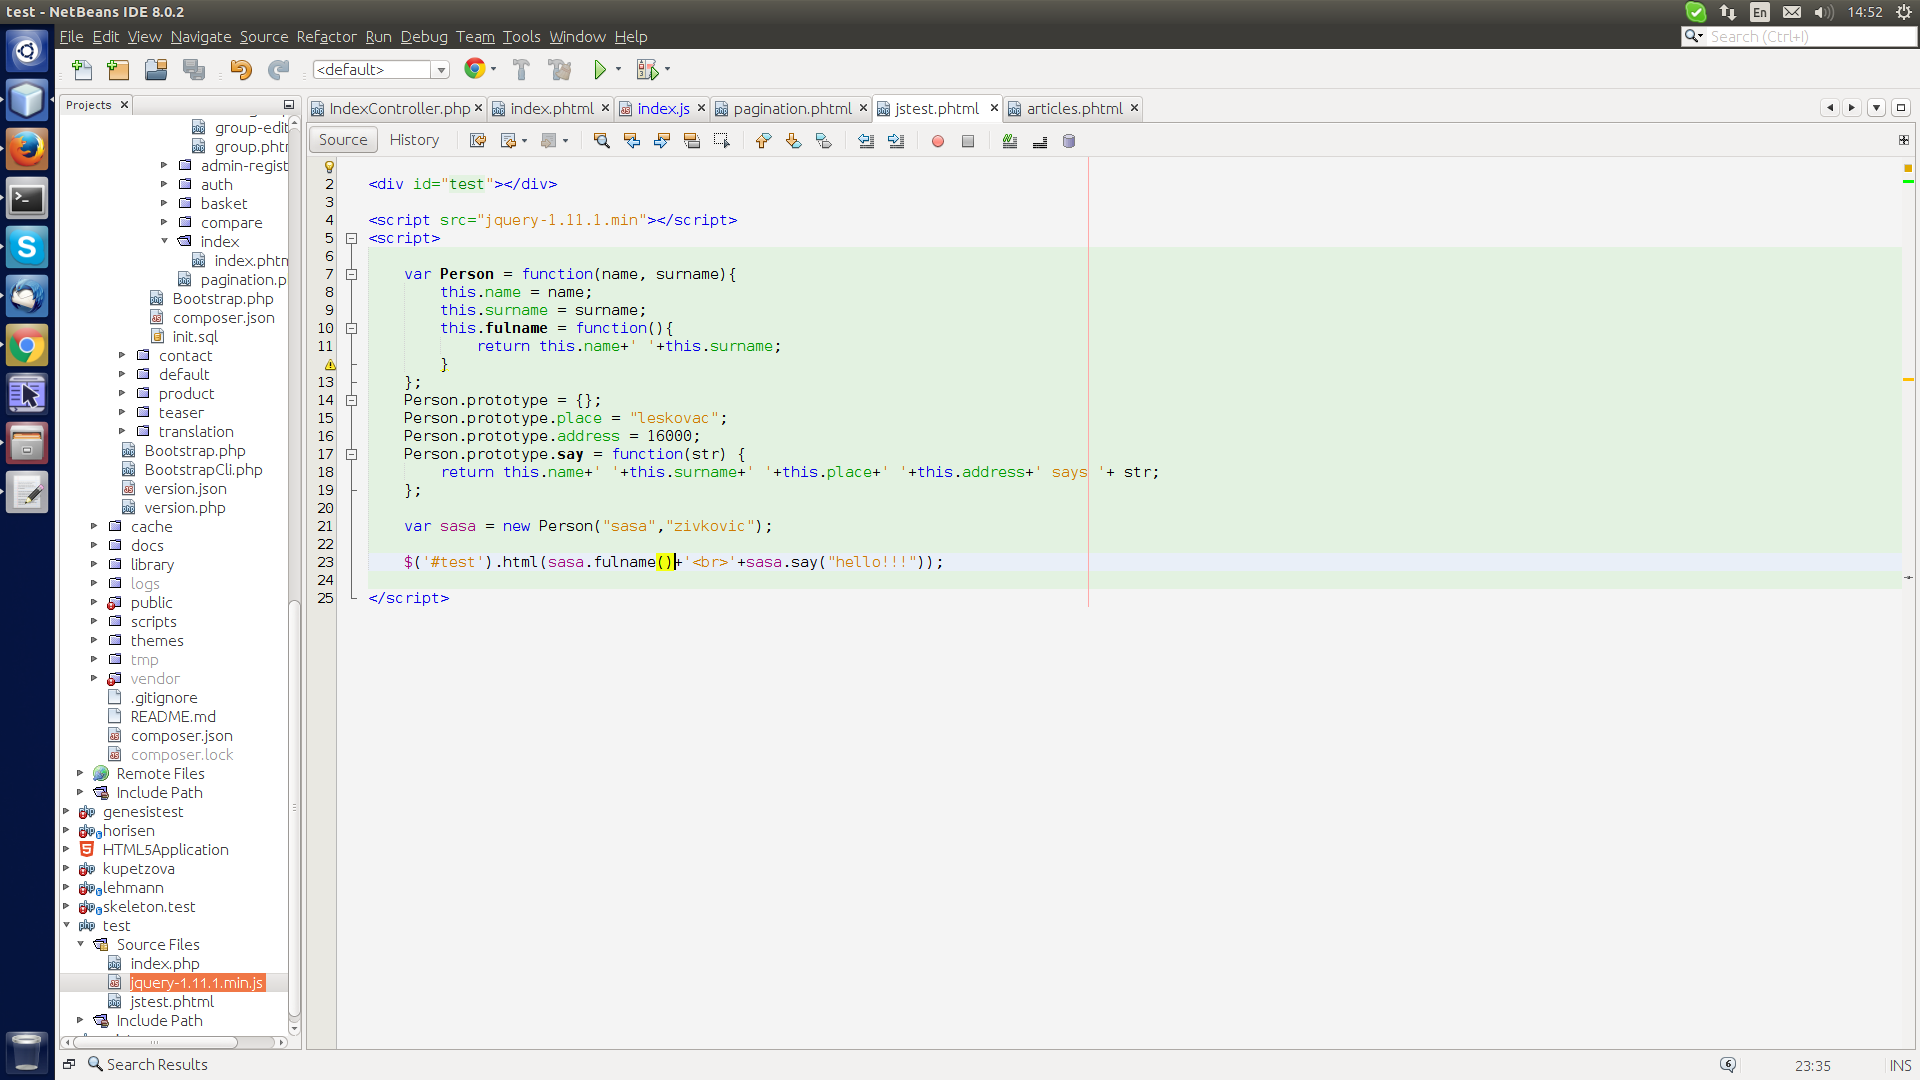 test - NetBeans IDE 8.0.2
En
14:52
File Edit View Navigate Source Refactor Run Debug Team Tools Window Help
Search (Ctrl+I)
<default>
Projects
IndexController.php
index.phtml
index.js
pagination.phtml
jstest.phtml
articles.phtml
Source
History
group-edit
group.phtr
admin-regist
auth
basket
compare
index
index.phtn
pagination.p
Bootstrap.php
composer.json
init.sql
contact
default
product
teaser
translation
Bootstrap.php
BootstrapCli.php
version.json
version.php
cache
docs
library
logs
public
scripts
themes
tmp
vendor
.gitignore
README.md
composer.json
composer.lock
Remote Files
Include Path
genesistest
horisen
HTML5Application
kupetzova
lehmann
skeleton.test
test
Source Files
index.php
jquery-1.11.1.min.js
jstest.phtml
Include Path
2 <div id="test"></div>
3
4 <script src="jquery-1.11.1.min"></script>
5 <script>
6
7 var Person = function(name, surname){
8 this.name = name;
9 this.surname = surname;
10 this.fulname = function(){
11 return this.name+' '+this.surname;
}
13 };
14 Person.prototype = {};
15 Person.prototype.place = "leskovac";
16 Person.prototype.address = 16000;
17 Person.prototype.say = function(str) {
18 return this.name+' '+this.surname+' '+this.place+' '+this.address+' says '+ str;
19 };
20
21 var sasa = new Person("sasa","zivkovic");
22
23 $('#test').html(sasa.fulname()+'<br>'+sasa.say("hello!!!"));
24
25 </script>
Search Results
6
23:35
INS